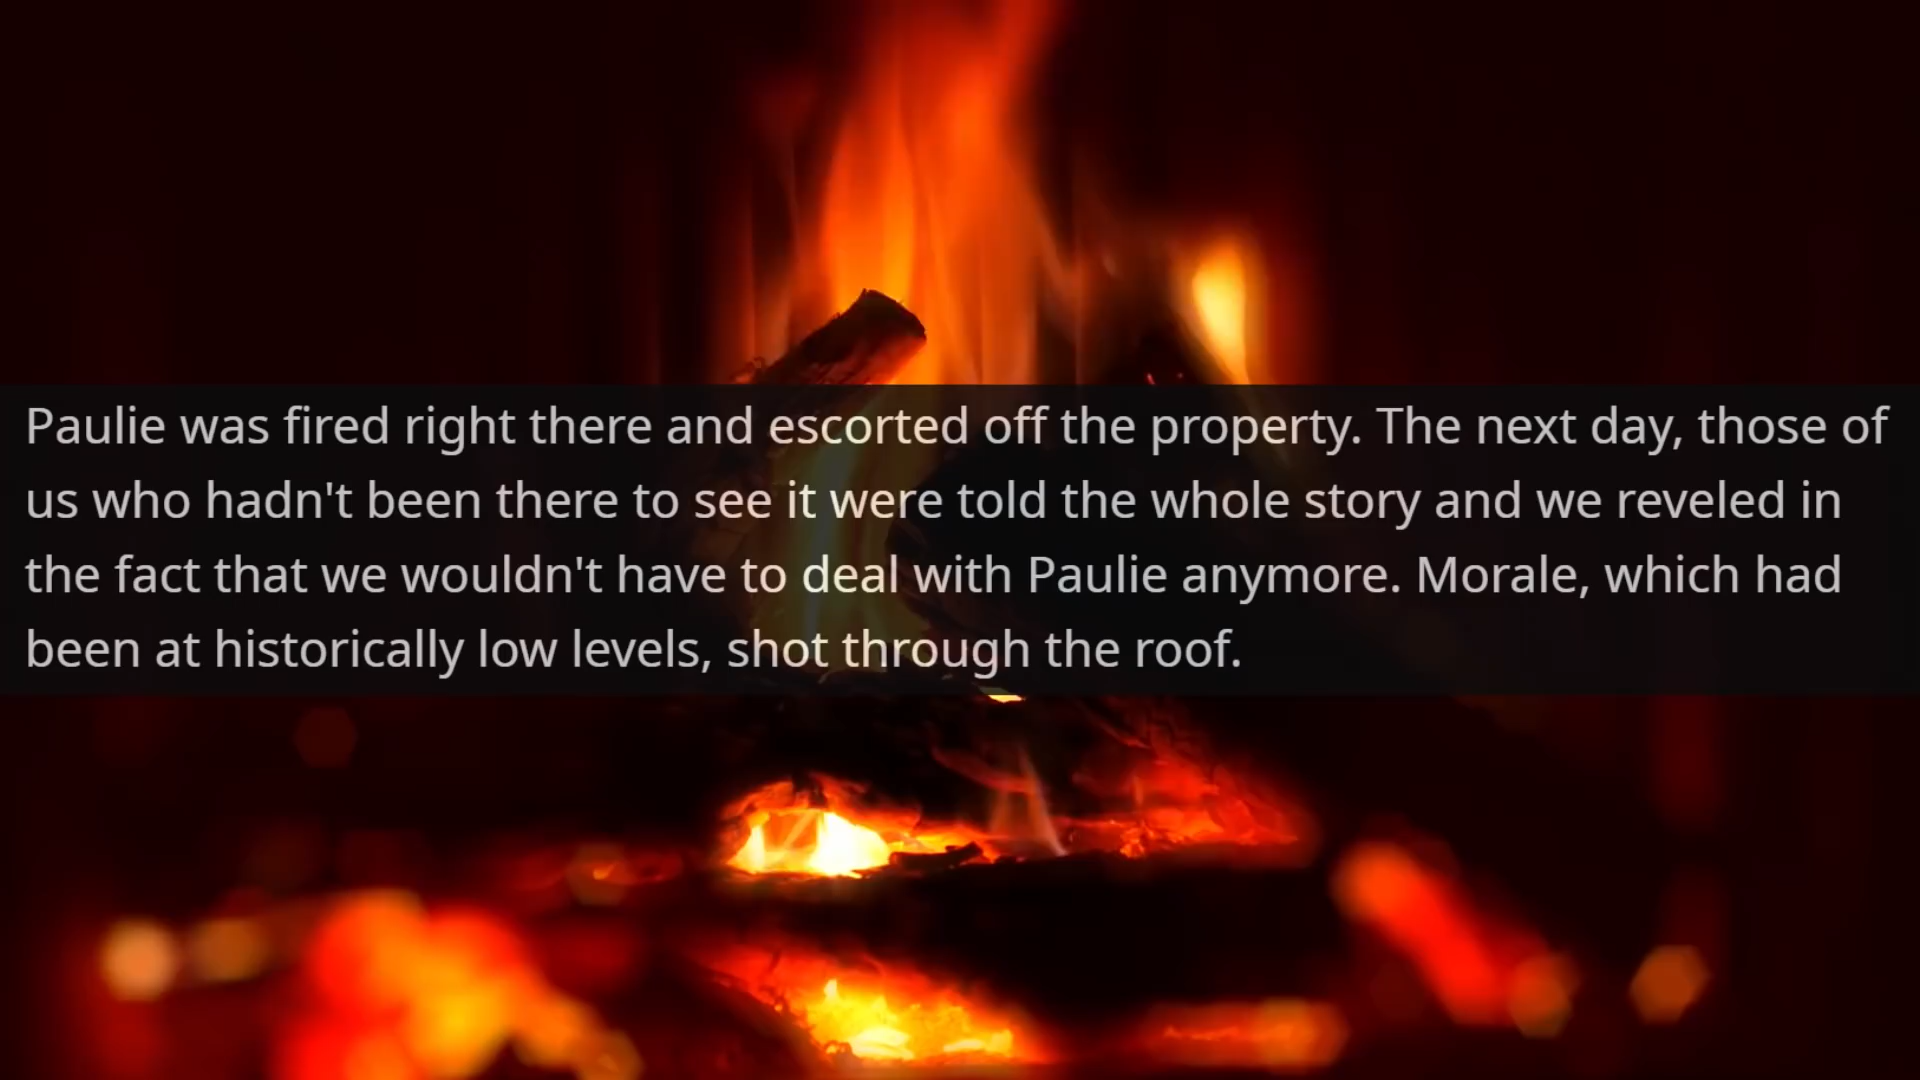 Paulie was fired right there and escorted off the property. The next day, those of
us who hadn't been there to see it were told the whole story and we reveled in
the fact that we wouldn't have to deal with Paulie anymore. Morale, which had
been at historically low levels, shot through the roof.